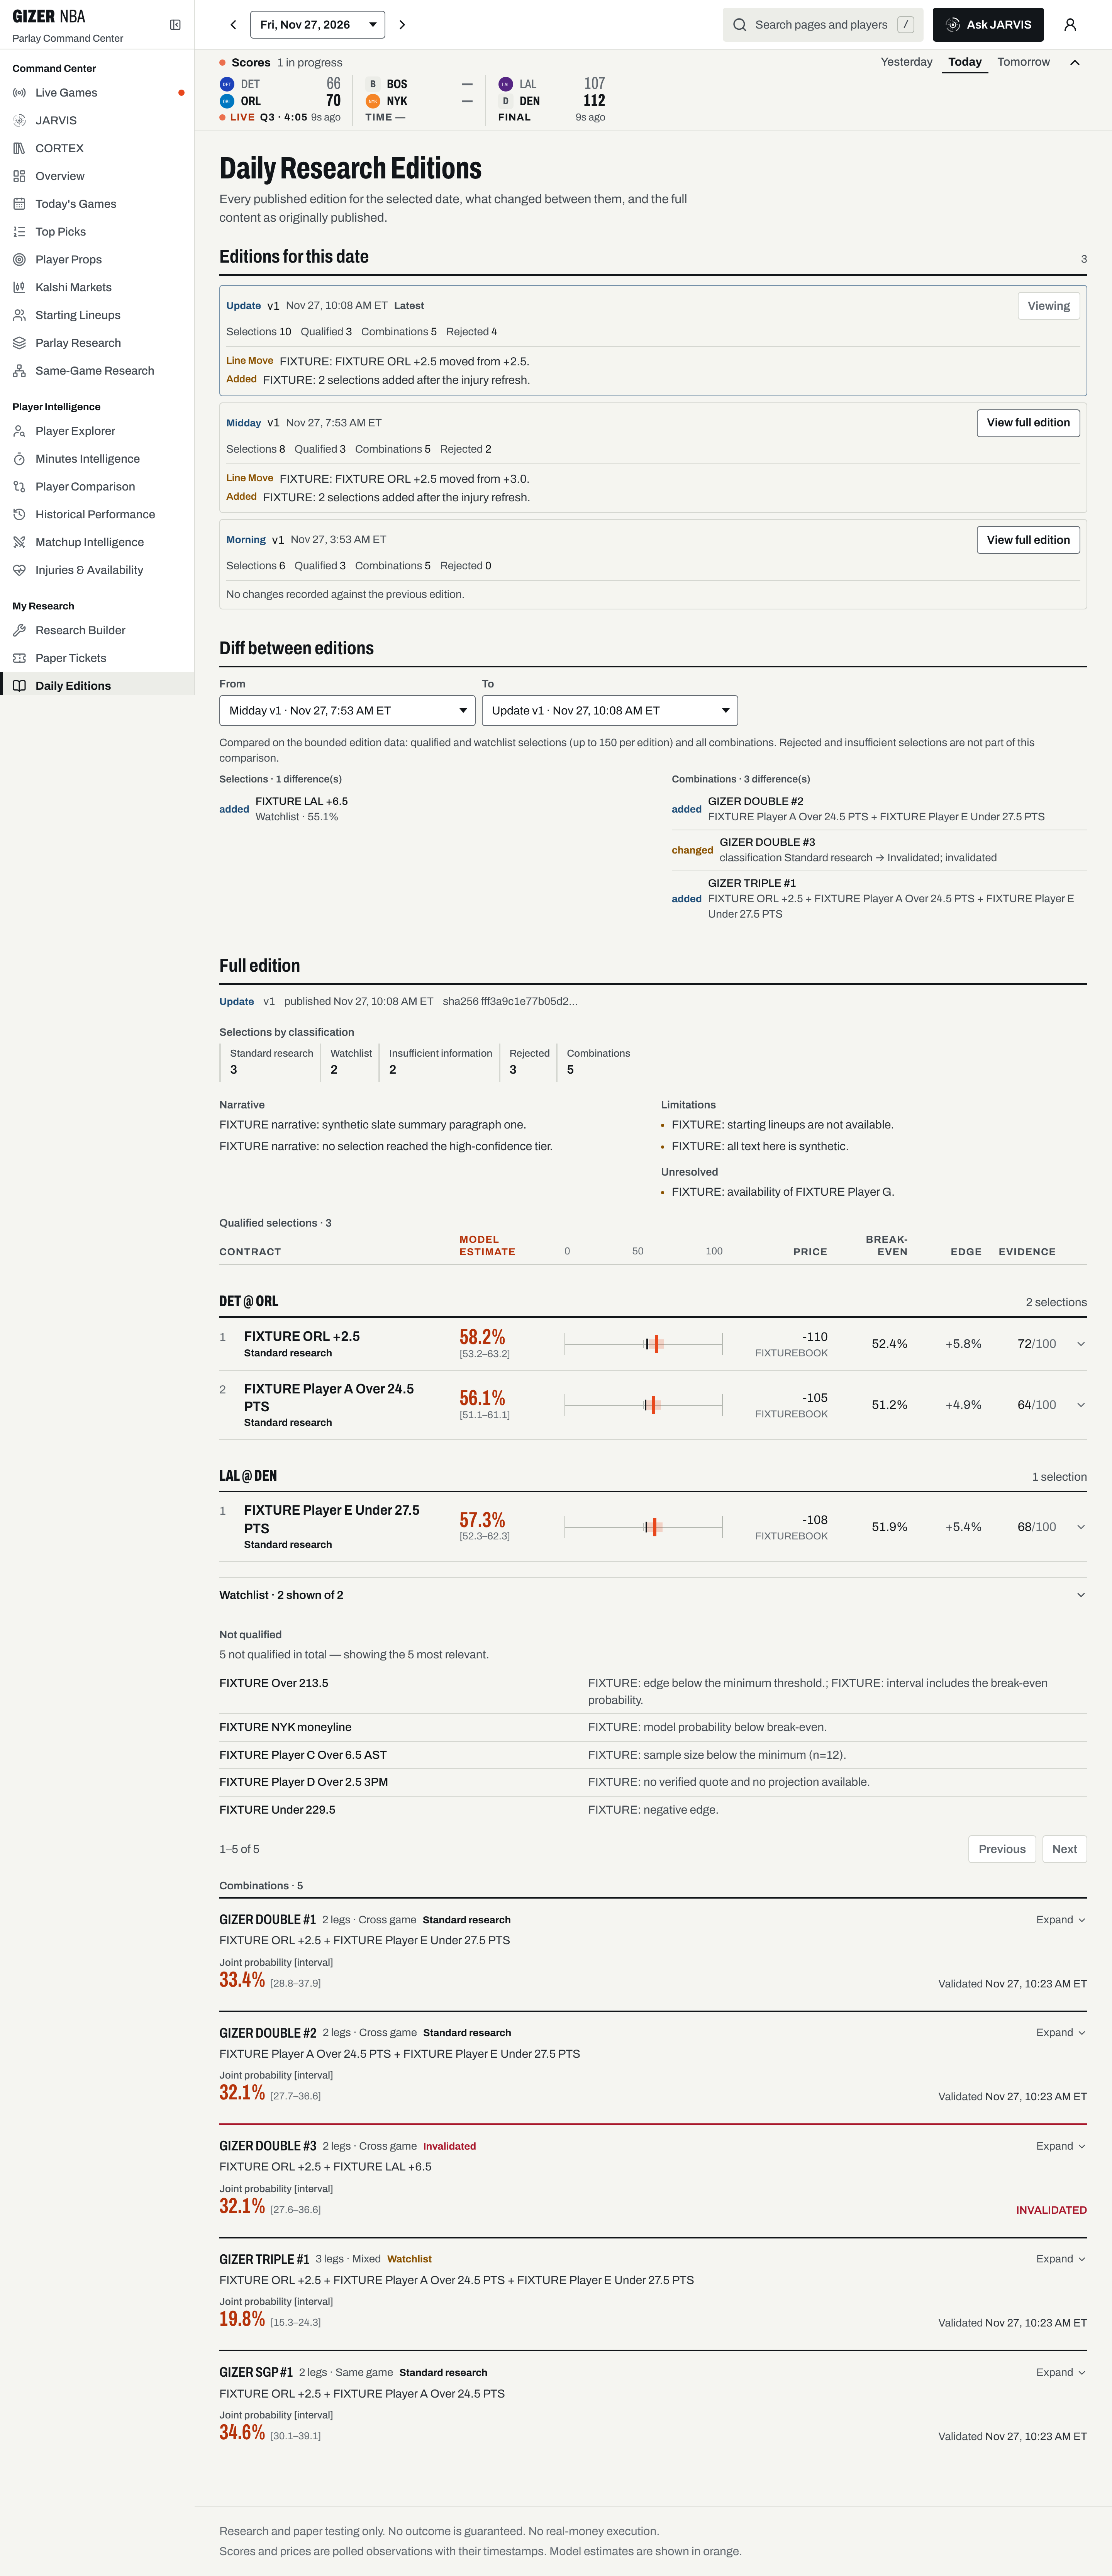 GIZER NBA
Parlay Command Center
Command Center
Live Games
JARVIS
CORTEX
Overview
Today's Games
Top Picks
Player Props
Kalshi Markets
Starting Lineups
Parlay Research
Same-Game Research
Player Intelligence
Player Explorer
Minutes Intelligence
Player Comparison
Historical Performance
Matchup Intelligence
Injuries & Availability
My Research
Research Builder
Paper Tickets
Daily Editions
Fri, Nov 27, 2026
Search pages and players /
Ask JARVIS
Scores 1 in progress
Yesterday Today Tomorrow
DET DET 66
ORL ORL 70
LIVE Q3 · 4:05 9s ago
B BOS —
NYK NYK —
TIME —
LAL LAL 107
D DEN 112
FINAL 9s ago
Daily Research Editions
Every published edition for the selected date, what changed between them, and the full
content as originally published.
Editions for this date 3
Update v1 Nov 27, 10:08 AM ET Latest Viewing
Selections 10 Qualified 3 Combinations 5 Rejected 4
Line Move FIXTURE: FIXTURE ORL +2.5 moved from +2.5.
Added FIXTURE: 2 selections added after the injury refresh.
Midday v1 Nov 27, 7:53 AM ET View full edition
Selections 8 Qualified 3 Combinations 5 Rejected 2
Line Move FIXTURE: FIXTURE ORL +2.5 moved from +3.0.
Added FIXTURE: 2 selections added after the injury refresh.
Morning v1 Nov 27, 3:53 AM ET View full edition
Selections 6 Qualified 3 Combinations 5 Rejected 0
No changes recorded against the previous edition.
Diff between editions
From To
Midday v1 · Nov 27, 7:53 AM ET Update v1 · Nov 27, 10:08 AM ET
Compared on the bounded edition data: qualified and watchlist selections (up to 150 per edition) and all combinations. Rejected and insufficient selections are not part of this
comparison.
Selections · 1 difference(s)
added FIXTURE LAL +6.5
Watchlist · 55.1%
Combinations · 3 difference(s)
added GIZER DOUBLE #2
FIXTURE Player A Over 24.5 PTS + FIXTURE Player E Under 27.5 PTS
changed GIZER DOUBLE #3
classification Standard research → Invalidated; invalidated
added GIZER TRIPLE #1
FIXTURE ORL +2.5 + FIXTURE Player A Over 24.5 PTS + FIXTURE Player E
Under 27.5 PTS
Full edition
Update v1 published Nov 27, 10:08 AM ET sha256 fff3a9c1e77b05d2…
Selections by classification
Standard research Watchlist Insufficient information Rejected Combinations
3 2 2 3 5
Narrative
FIXTURE narrative: synthetic slate summary paragraph one.
FIXTURE narrative: no selection reached the high-confidence tier.
Limitations
• FIXTURE: starting lineups are not available.
• FIXTURE: all text here is synthetic.
Unresolved
• FIXTURE: availability of FIXTURE Player G.
Qualified selections · 3
CONTRACT MODEL ESTIMATE 0 50 100 PRICE BREAK-EVEN EDGE EVIDENCE
DET @ ORL 2 selections
1 FIXTURE ORL +2.5 58.2% -110 52.4% +5.8% 72/100
Standard research [53.2–63.2] FIXTUREBOOK
2 FIXTURE Player A Over 24.5
PTS 56.1% -105 51.2% +4.9% 64/100
Standard research [51.1–61.1] FIXTUREBOOK
LAL @ DEN 1 selection
1 FIXTURE Player E Under 27.5
PTS 57.3% -108 51.9% +5.4% 68/100
Standard research [52.3–62.3] FIXTUREBOOK
Watchlist · 2 shown of 2
Not qualified
5 not qualified in total — showing the 5 most relevant.
FIXTURE Over 213.5 FIXTURE: edge below the minimum threshold.; FIXTURE: interval includes the break-even
probability.
FIXTURE NYK moneyline FIXTURE: model probability below break-even.
FIXTURE Player C Over 6.5 AST FIXTURE: sample size below the minimum (n=12).
FIXTURE Player D Over 2.5 3PM FIXTURE: no verified quote and no projection available.
FIXTURE Under 229.5 FIXTURE: negative edge.
1–5 of 5 Previous Next
Combinations · 5
GIZER DOUBLE #1 2 legs · Cross game Standard research Expand
FIXTURE ORL +2.5 + FIXTURE Player E Under 27.5 PTS
Joint probability [interval]
33.4% [28.8–37.9] Validated Nov 27, 10:23 AM ET
GIZER DOUBLE #2 2 legs · Cross game Standard research Expand
FIXTURE Player A Over 24.5 PTS + FIXTURE Player E Under 27.5 PTS
Joint probability [interval]
32.1% [27.7–36.6] Validated Nov 27, 10:23 AM ET
GIZER DOUBLE #3 2 legs · Cross game Invalidated Expand
FIXTURE ORL +2.5 + FIXTURE LAL +6.5
Joint probability [interval]
32.1% [27.6–36.6] INVALIDATED
GIZER TRIPLE #1 3 legs · Mixed Watchlist Expand
FIXTURE ORL +2.5 + FIXTURE Player A Over 24.5 PTS + FIXTURE Player E Under 27.5 PTS
Joint probability [interval]
19.8% [15.3–24.3] Validated Nov 27, 10:23 AM ET
GIZER SGP #1 2 legs · Same game Standard research Expand
FIXTURE ORL +2.5 + FIXTURE Player A Over 24.5 PTS
Joint probability [interval]
34.6% [30.1–39.1] Validated Nov 27, 10:23 AM ET
Research and paper testing only. No outcome is guaranteed. No real-money execution.
Scores and prices are polled observations with their timestamps. Model estimates are shown in orange.